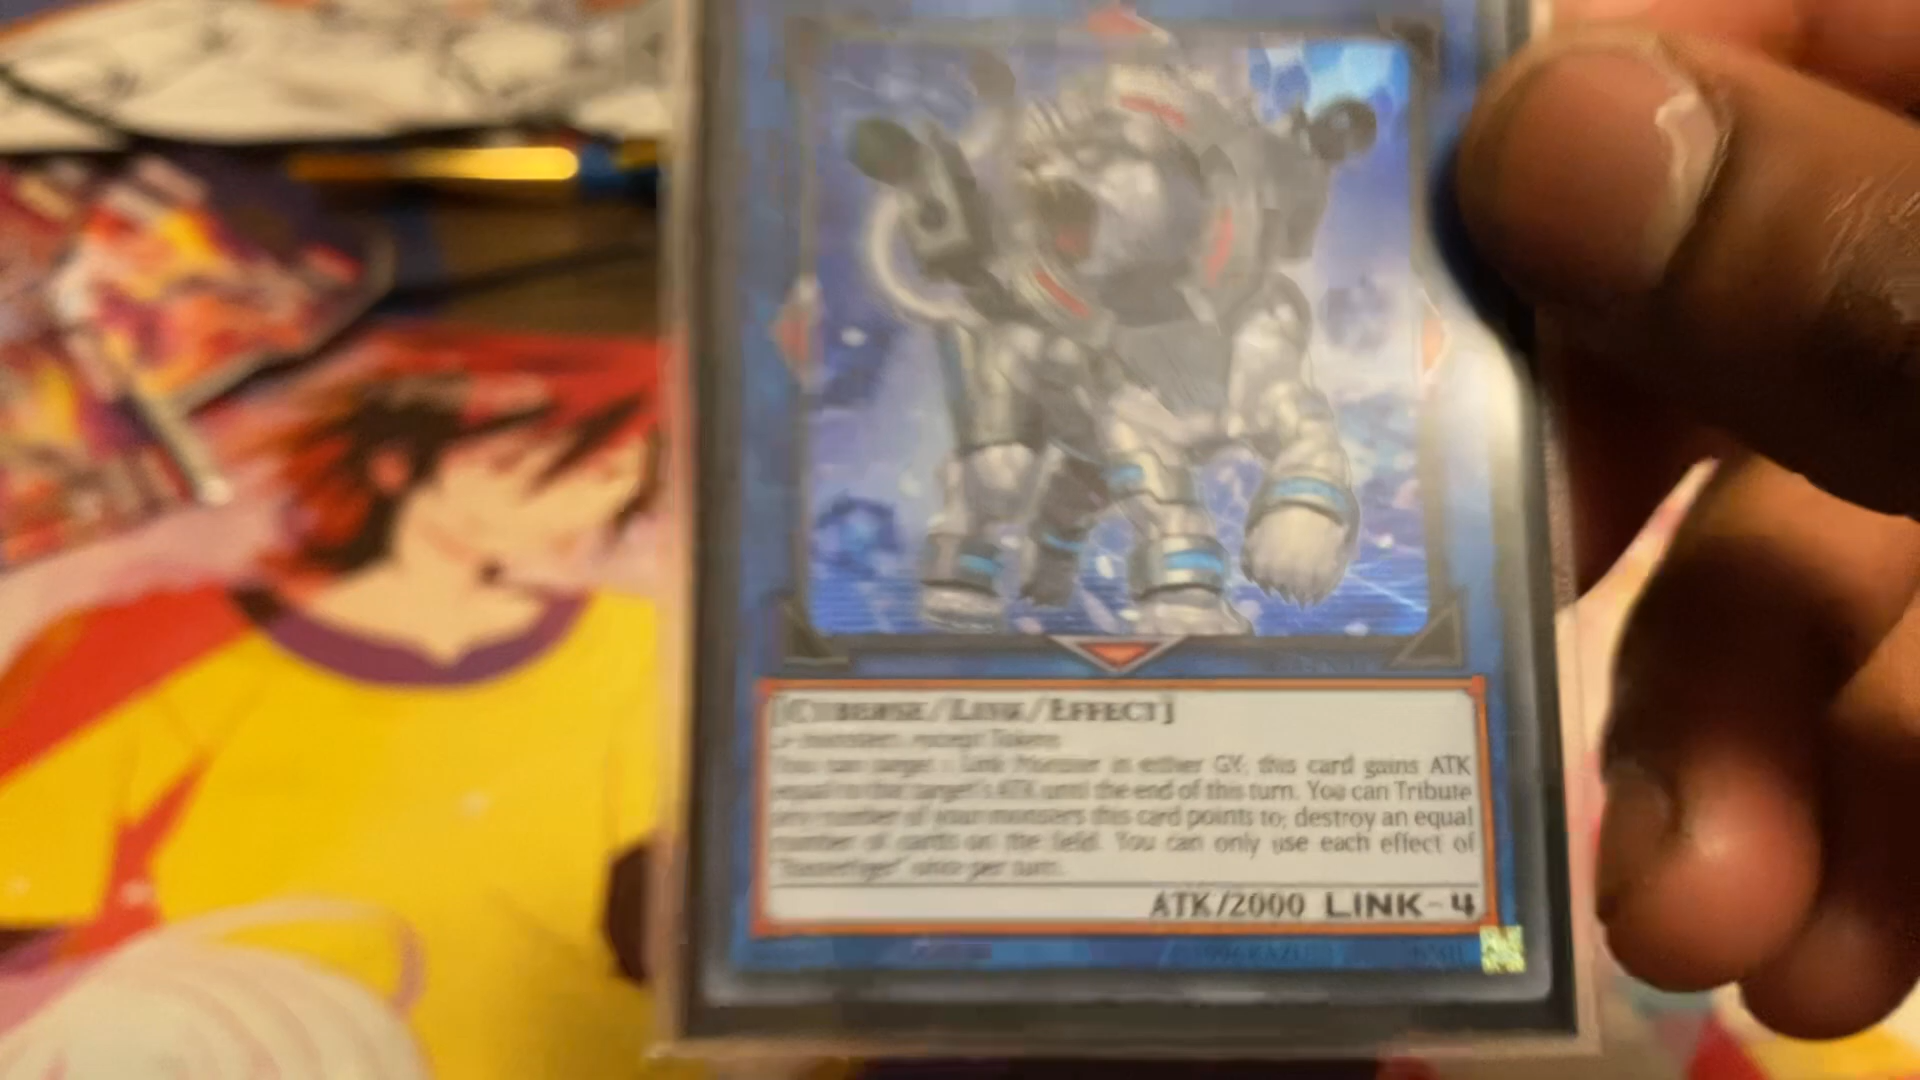 [CYBERSE/LINK/EFFECT]
monsters, except Tokens
You can target 1 Link Monster in either GY; this card gains ATK
equal to that target's ATK until the end of this turn. You can Tribute
any number of your monsters this card points to; destroy an equal
number of cards on the field. You can only use each effect of
once per turn.
ATK/2000 LINK-4